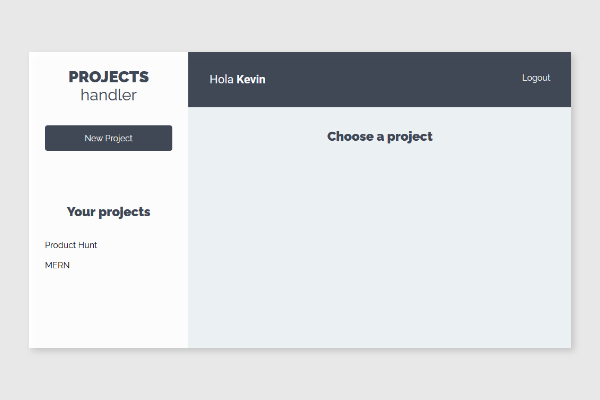 PROJECTS
handler
New Project
Your projects
Product Hunt
MERN
Hola Kevin
Logout
Choose a project